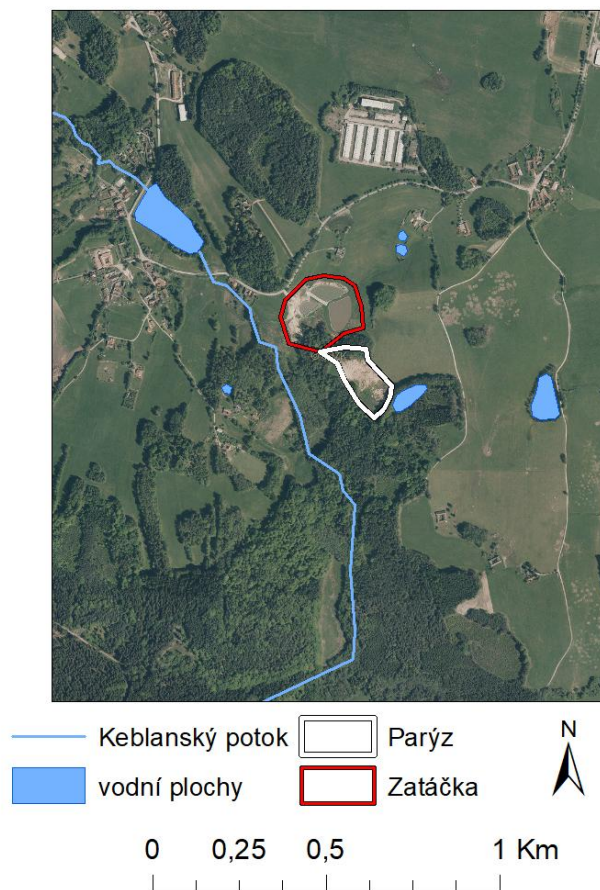 Keblanský potok
Parýz
N
vodní plochy
Zatáčka
0 0,25 0,5 1 Km